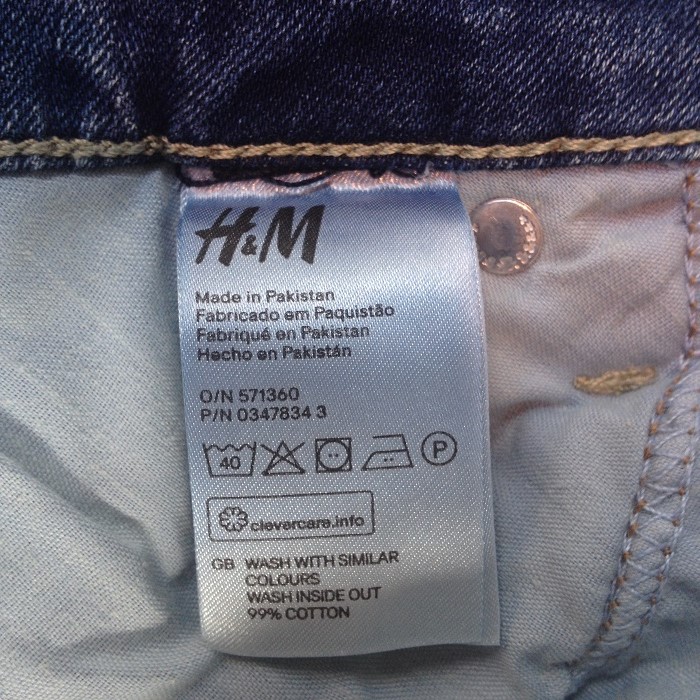 H&M
Made in Pakistan
Fabricado em Paquistão
Fabriqué en Pakistan
Hecho en Pakistán
O/N 571360
P/N 0347834 3
40 P
clevercare.info
GB WASH WITH SIMILAR
COLOURS
WASH INSIDE OUT
99% COTTON